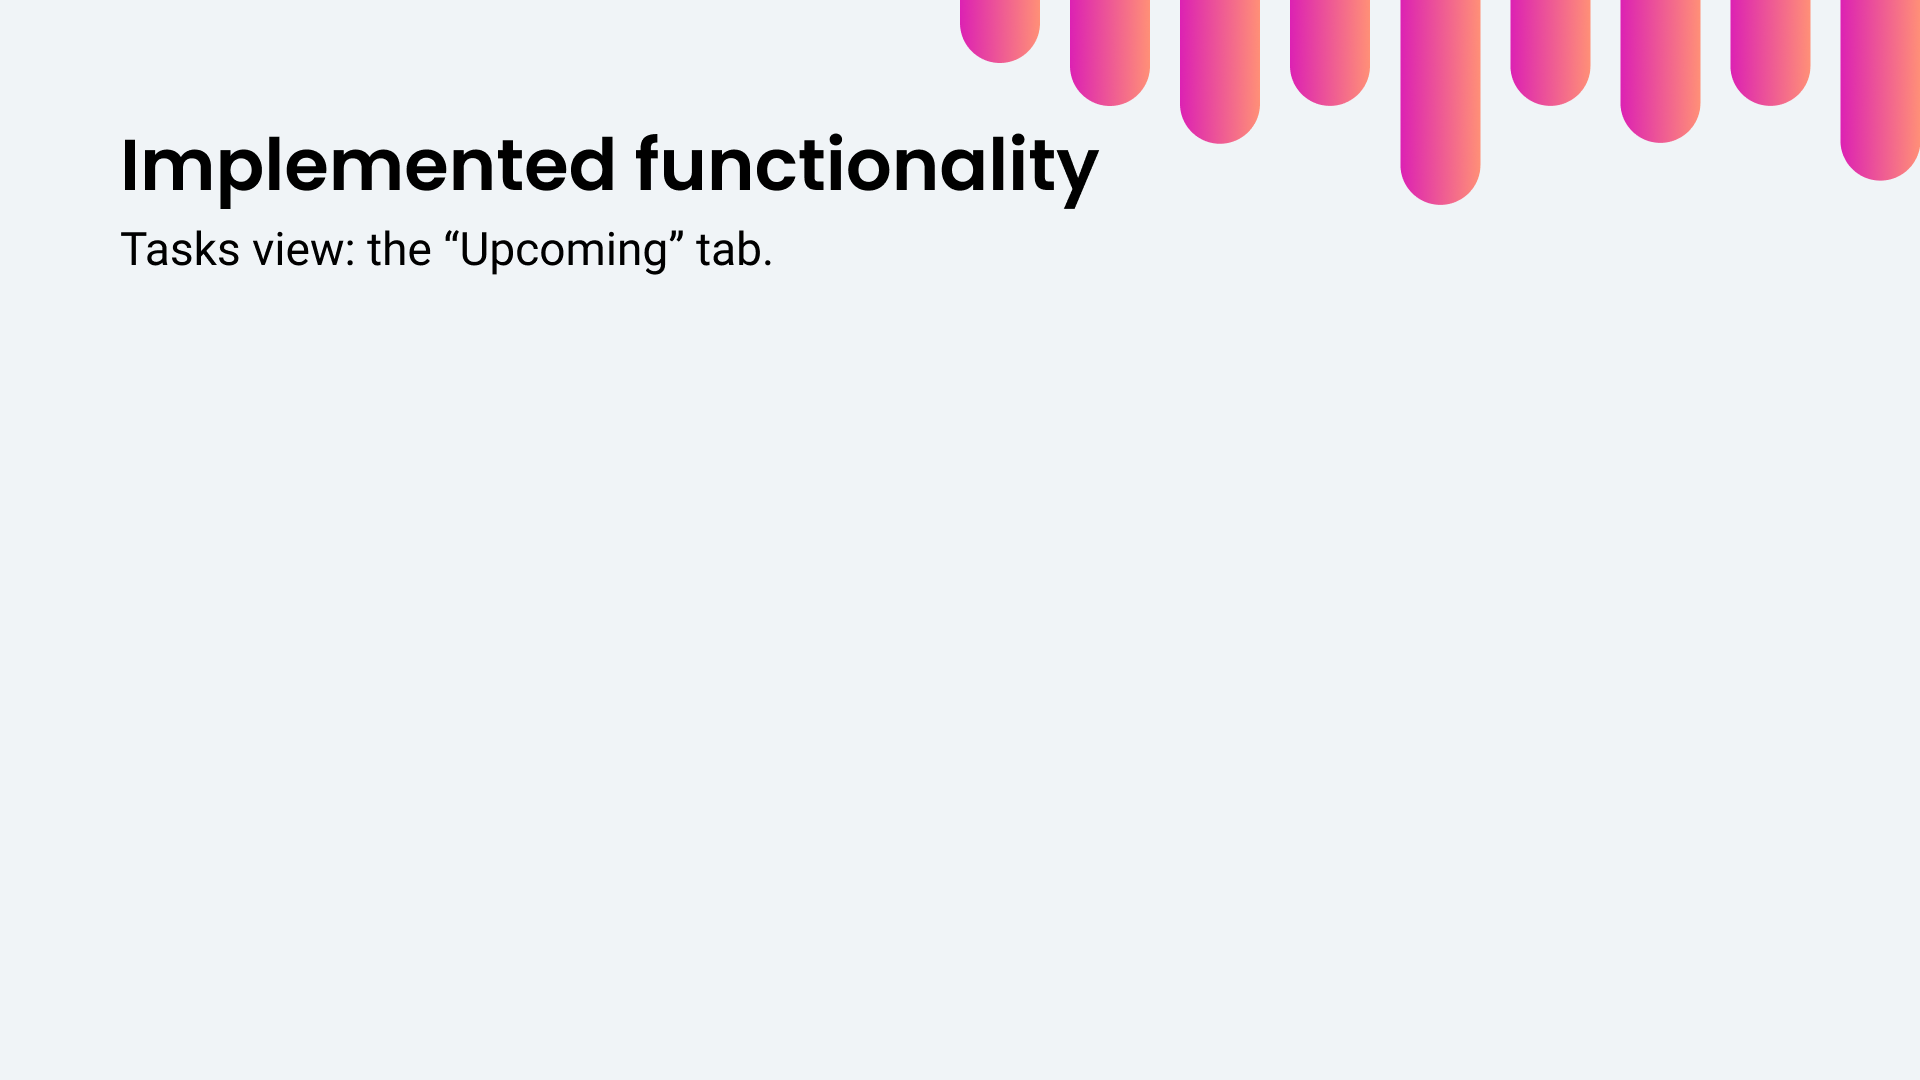 Implemented functionality
Tasks view: the “Upcoming” tab.